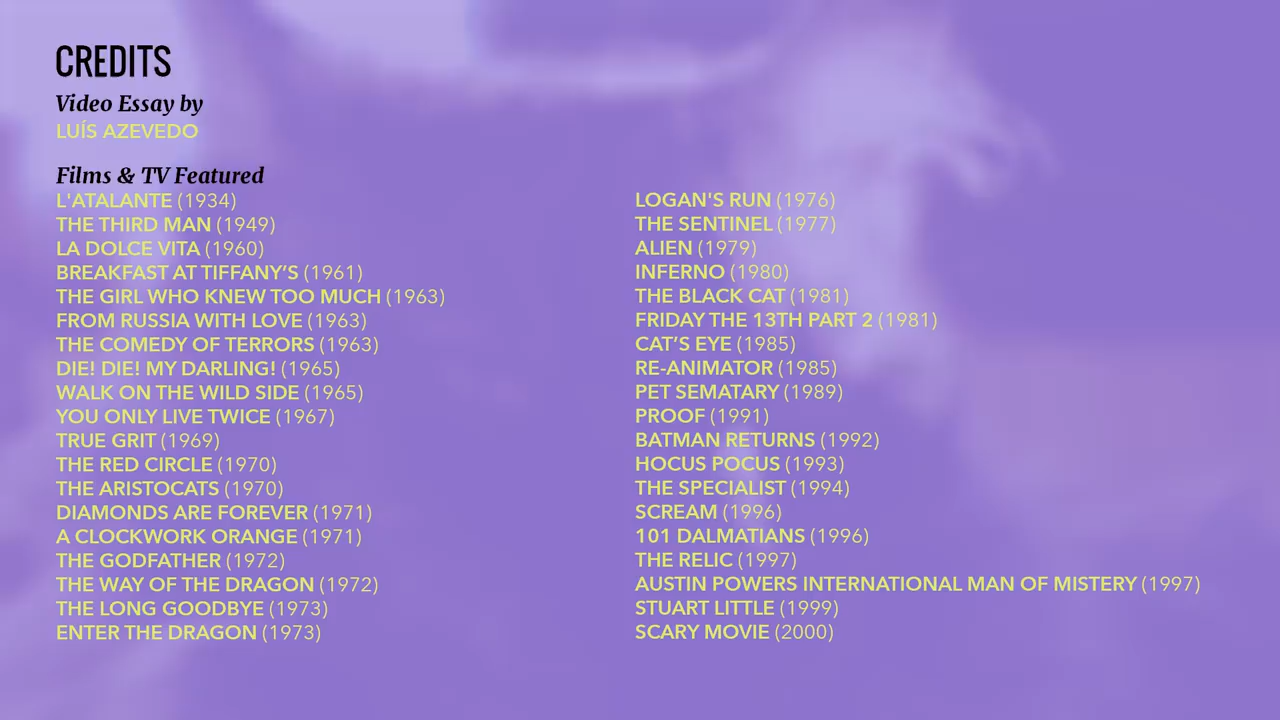 CREDITS
Video Essay by
LUÍS AZEVEDO
Films & TV Featured
L'ATALANTE (1934)
THE THIRD MAN (1949)
LA DOLCE VITA (1960)
BREAKFAST AT TIFFANY’S (1961)
THE GIRL WHO KNEW TOO MUCH (1963)
FROM RUSSIA WITH LOVE (1963)
THE COMEDY OF TERRORS (1963)
DIE! DIE! MY DARLING! (1965)
WALK ON THE WILD SIDE (1965)
YOU ONLY LIVE TWICE (1967)
TRUE GRIT (1969)
THE RED CIRCLE (1970)
THE ARISTOCATS (1970)
DIAMONDS ARE FOREVER (1971)
A CLOCKWORK ORANGE (1971)
THE GODFATHER (1972)
THE WAY OF THE DRAGON (1972)
THE LONG GOODBYE (1973)
ENTER THE DRAGON (1973)
LOGAN'S RUN (1976)
THE SENTINEL (1977)
ALIEN (1979)
INFERNO (1980)
THE BLACK CAT (1981)
FRIDAY THE 13TH PART 2 (1981)
CAT’S EYE (1985)
RE-ANIMATOR (1985)
PET SEMATARY (1989)
PROOF (1991)
BATMAN RETURNS (1992)
HOCUS POCUS (1993)
THE SPECIALIST (1994)
SCREAM (1996)
101 DALMATIANS (1996)
THE RELIC (1997)
AUSTIN POWERS INTERNATIONAL MAN OF MISTERY (1997)
STUART LITTLE (1999)
SCARY MOVIE (2000)